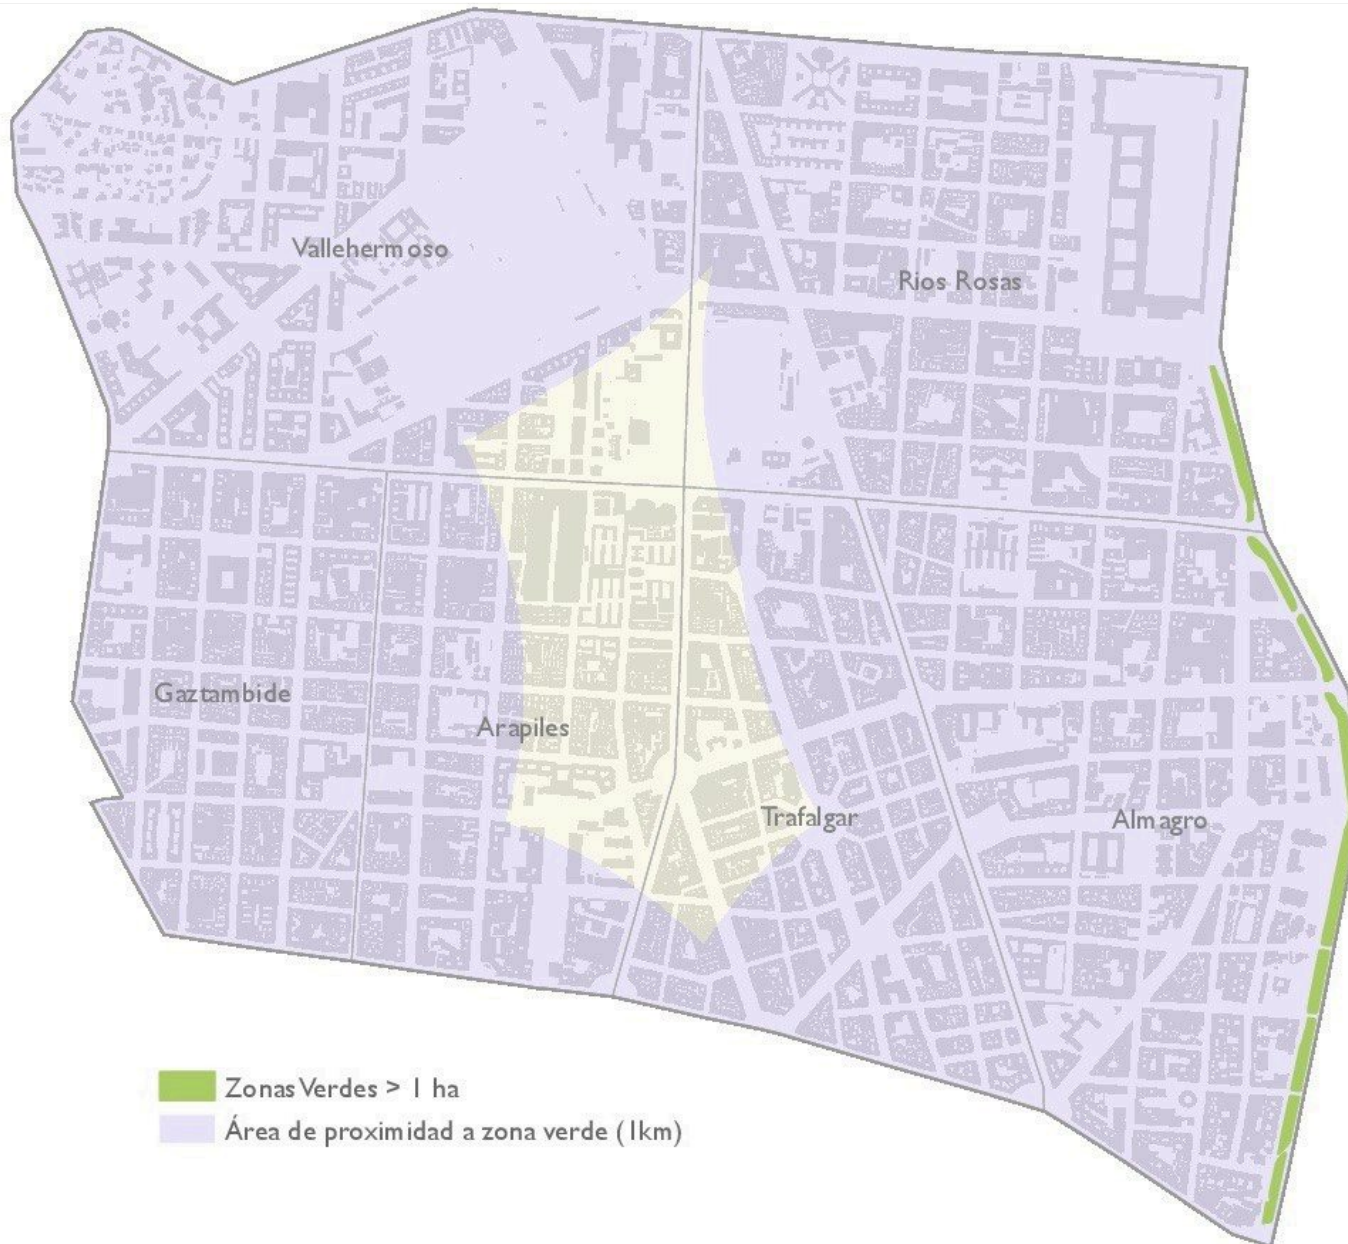 Vallehermoso
Rios Rosas
Gaztambide
Arapiles
Trafalgar
Almagro
Zonas Verdes > 1 ha
Área de proximidad a zona verde (1km)